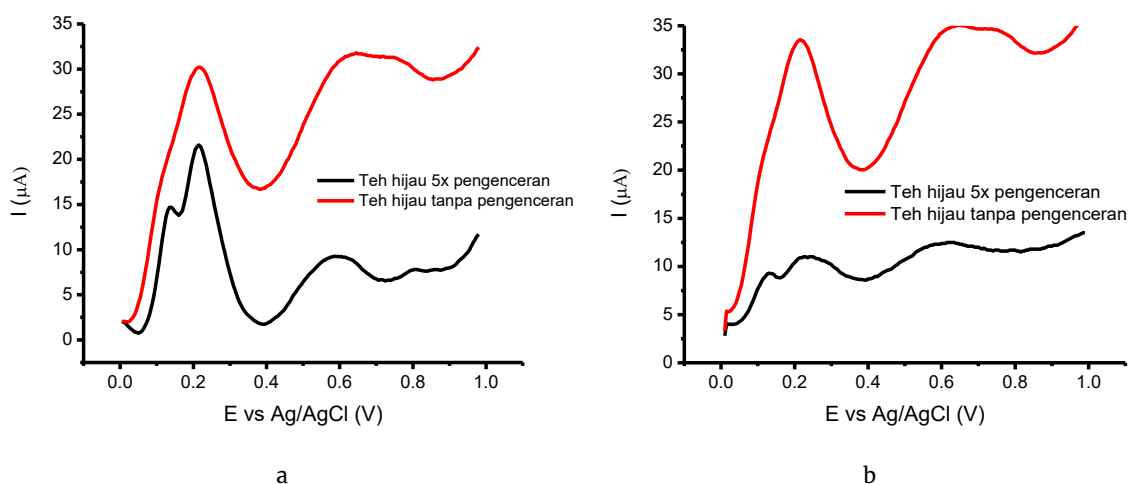 35
30
25
20
15
10
5
0
I (μA)
Teh hijau 5x pengenceran
Teh hijau tanpa pengenceran
0.0 0.2 0.4 0.6 0.8 1.0
E vs Ag/AgCl (V)
a
35
30
25
20
15
10
5
0
I (μA)
Teh hijau 5x pengenceran
Teh hijau tanpa pengenceran
0.0 0.2 0.4 0.6 0.8 1.0
E vs Ag/AgCl (V)
b